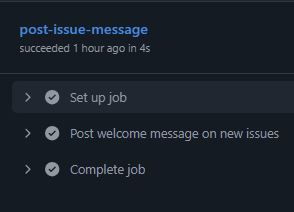 post-issue-message
succeeded 1 hour ago in 4s
Set up job
Post welcome message on new issues
Complete job